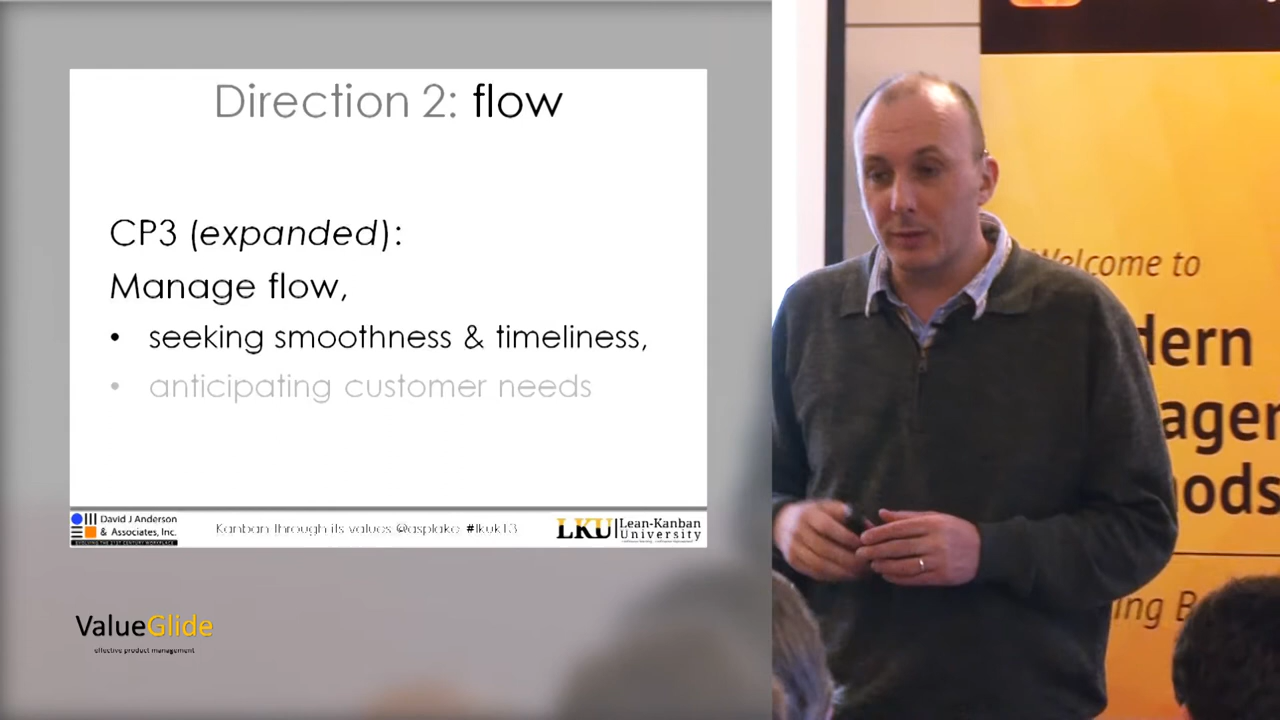 Direction 2: flow
CP3 (expanded):
Manage flow,
• seeking smoothness & timeliness,
• anticipating customer needs
David J Anderson
& Associates, Inc.
Kanban through its values @asplake #lkuk13
LKU Lean-Kanban
University
ValueGlide
effective product management
Welcome to
dern
ager
ods
ing B